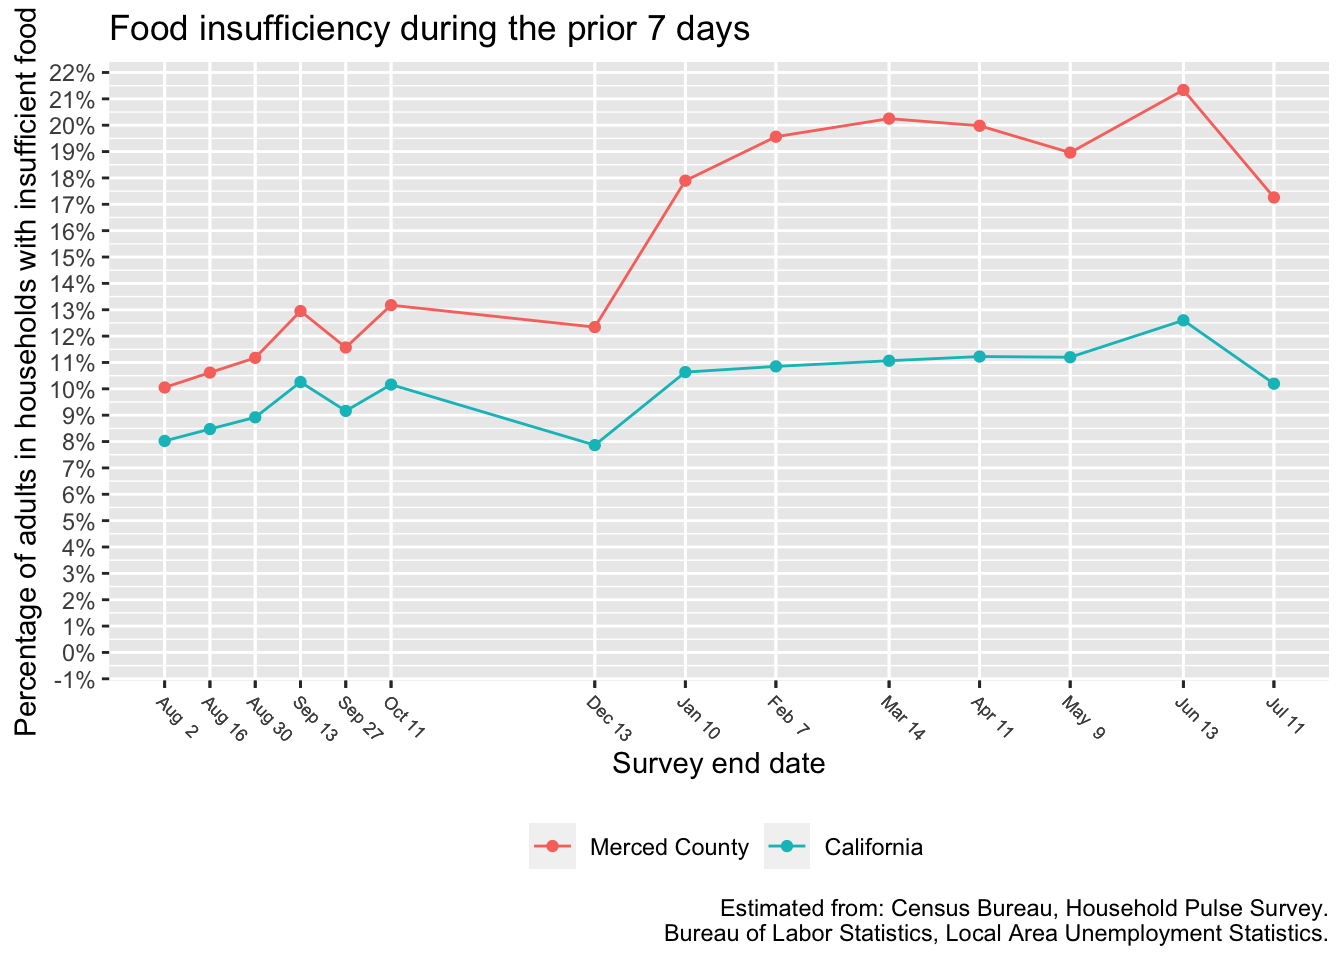 Food insufficiency during the prior 7 days
Percentage of adults in households with insufficient food
22%
21%
20%
19%
18%
17%
16%
15%
14%
13%
12%
11%
10%
9%
8%
7%
6%
5%
4%
3%
2%
1%
0%
-1%
Aug 2
Aug 16
Aug 30
Sep 13
Sep 27
Oct 11
Dec 13
Jan 10
Feb 7
Mar 14
Apr 11
May 9
Jun 13
Jul 11
Survey end date
Merced County
California
Estimated from: Census Bureau, Household Pulse Survey.
Bureau of Labor Statistics, Local Area Unemployment Statistics.